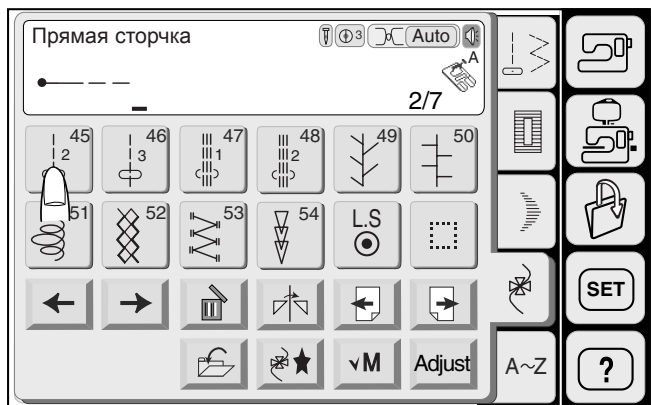 Прямая сторчка
3 Auto
A
2/7
45 46 47 48 49 50
2 3 1 2
51 52 53 54 L.S
SET
√M Adjust A~Z ?